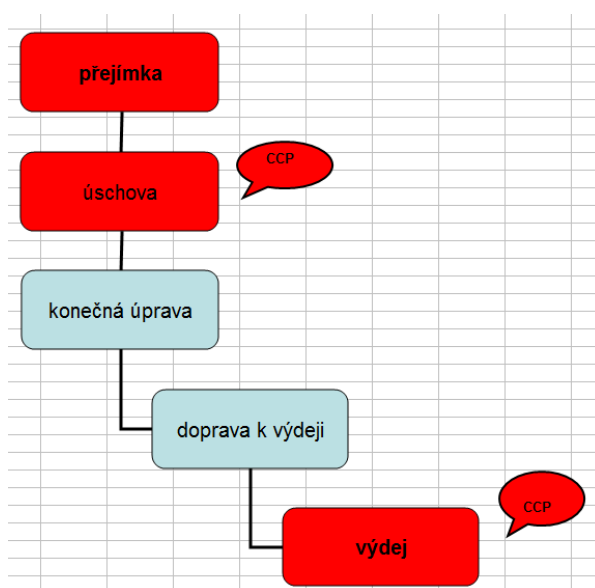 přejímka
CCP
úschova
konečná úprava
doprava k výdeji
CCP
výdej